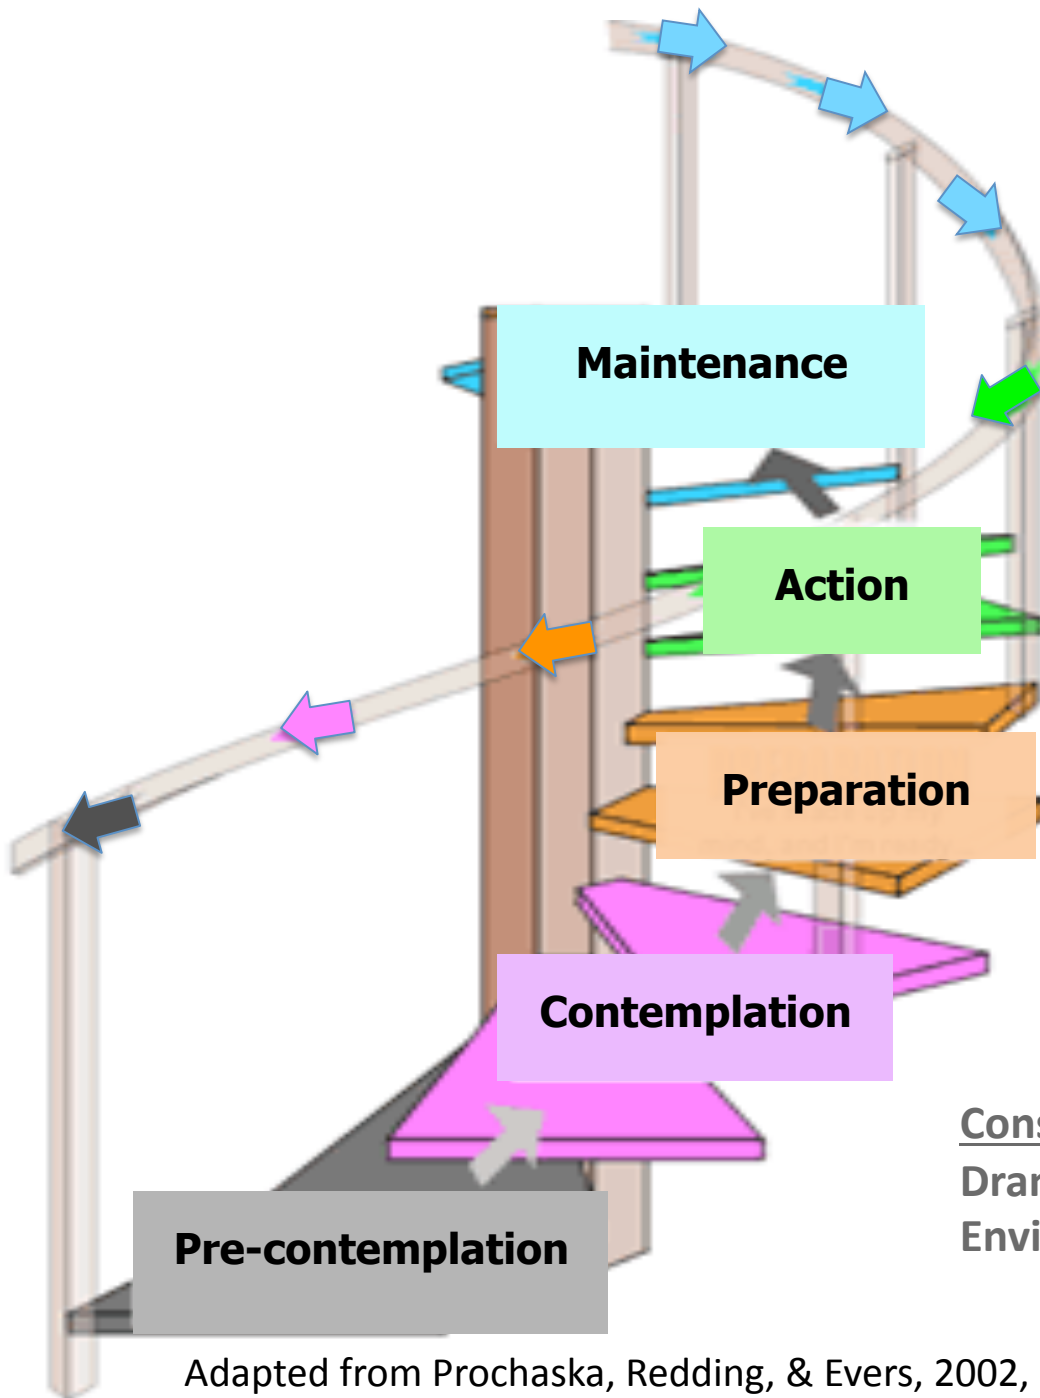 Maintenance
Action
Preparation
Contemplation
Pre-contemplation
Adapted from Prochaska, Redding, & Evers, 2002,